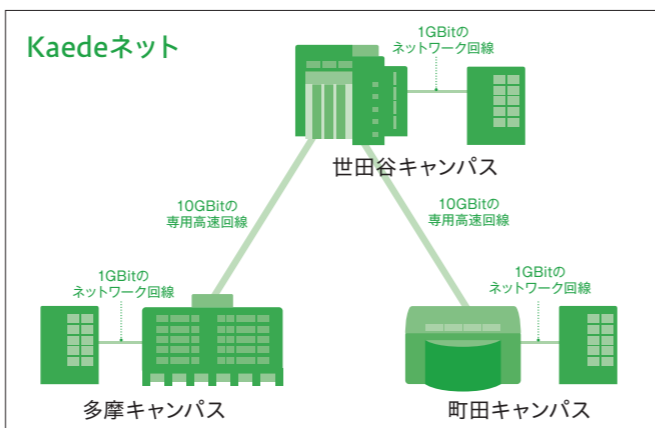 Kaedeネット
1GBitの
ネットワーク回線
世田谷キャンパス
10GBitの
専用高速回線
10GBitの
専用高速回線
1GBitの
ネットワーク回線
1GBitの
ネットワーク回線
多摩キャンパス
町田キャンパス